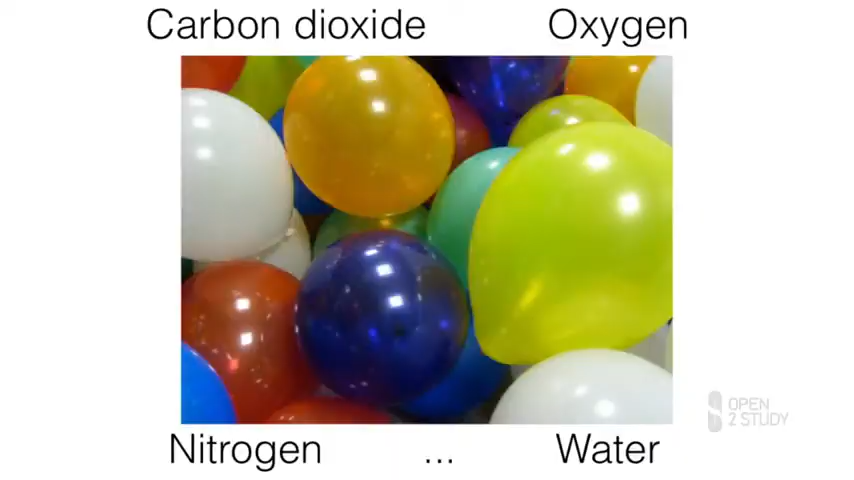 Carbon dioxide
Oxygen
OPEN
2 STUDY
Nitrogen
...
Water